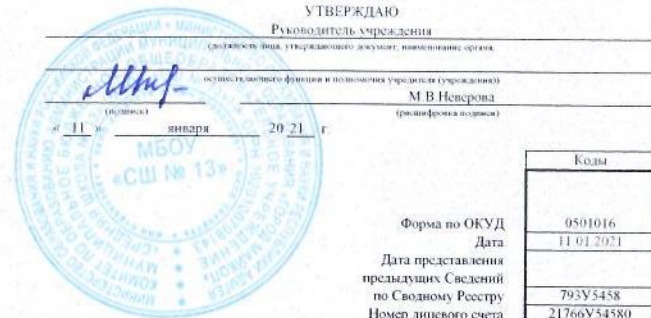 УТВЕРЖДАЮ
Руководитель учреждения
(должность лица, утверждающего документ; наименование органа,
осуществляющего функции и полномочия учредителя (учреждения))
М В Неверова
(подпись) (расшифровка подписи)
« 11 » января 20 21 г
МБОУ
«СШ № 13»
Коды
Форма по ОКУД 0501016
Дата 11 01.2021
Дата представления
предыдущих Сведений
по Сводному Реестру 793У5458
Номер лицевого счета 21766У54580